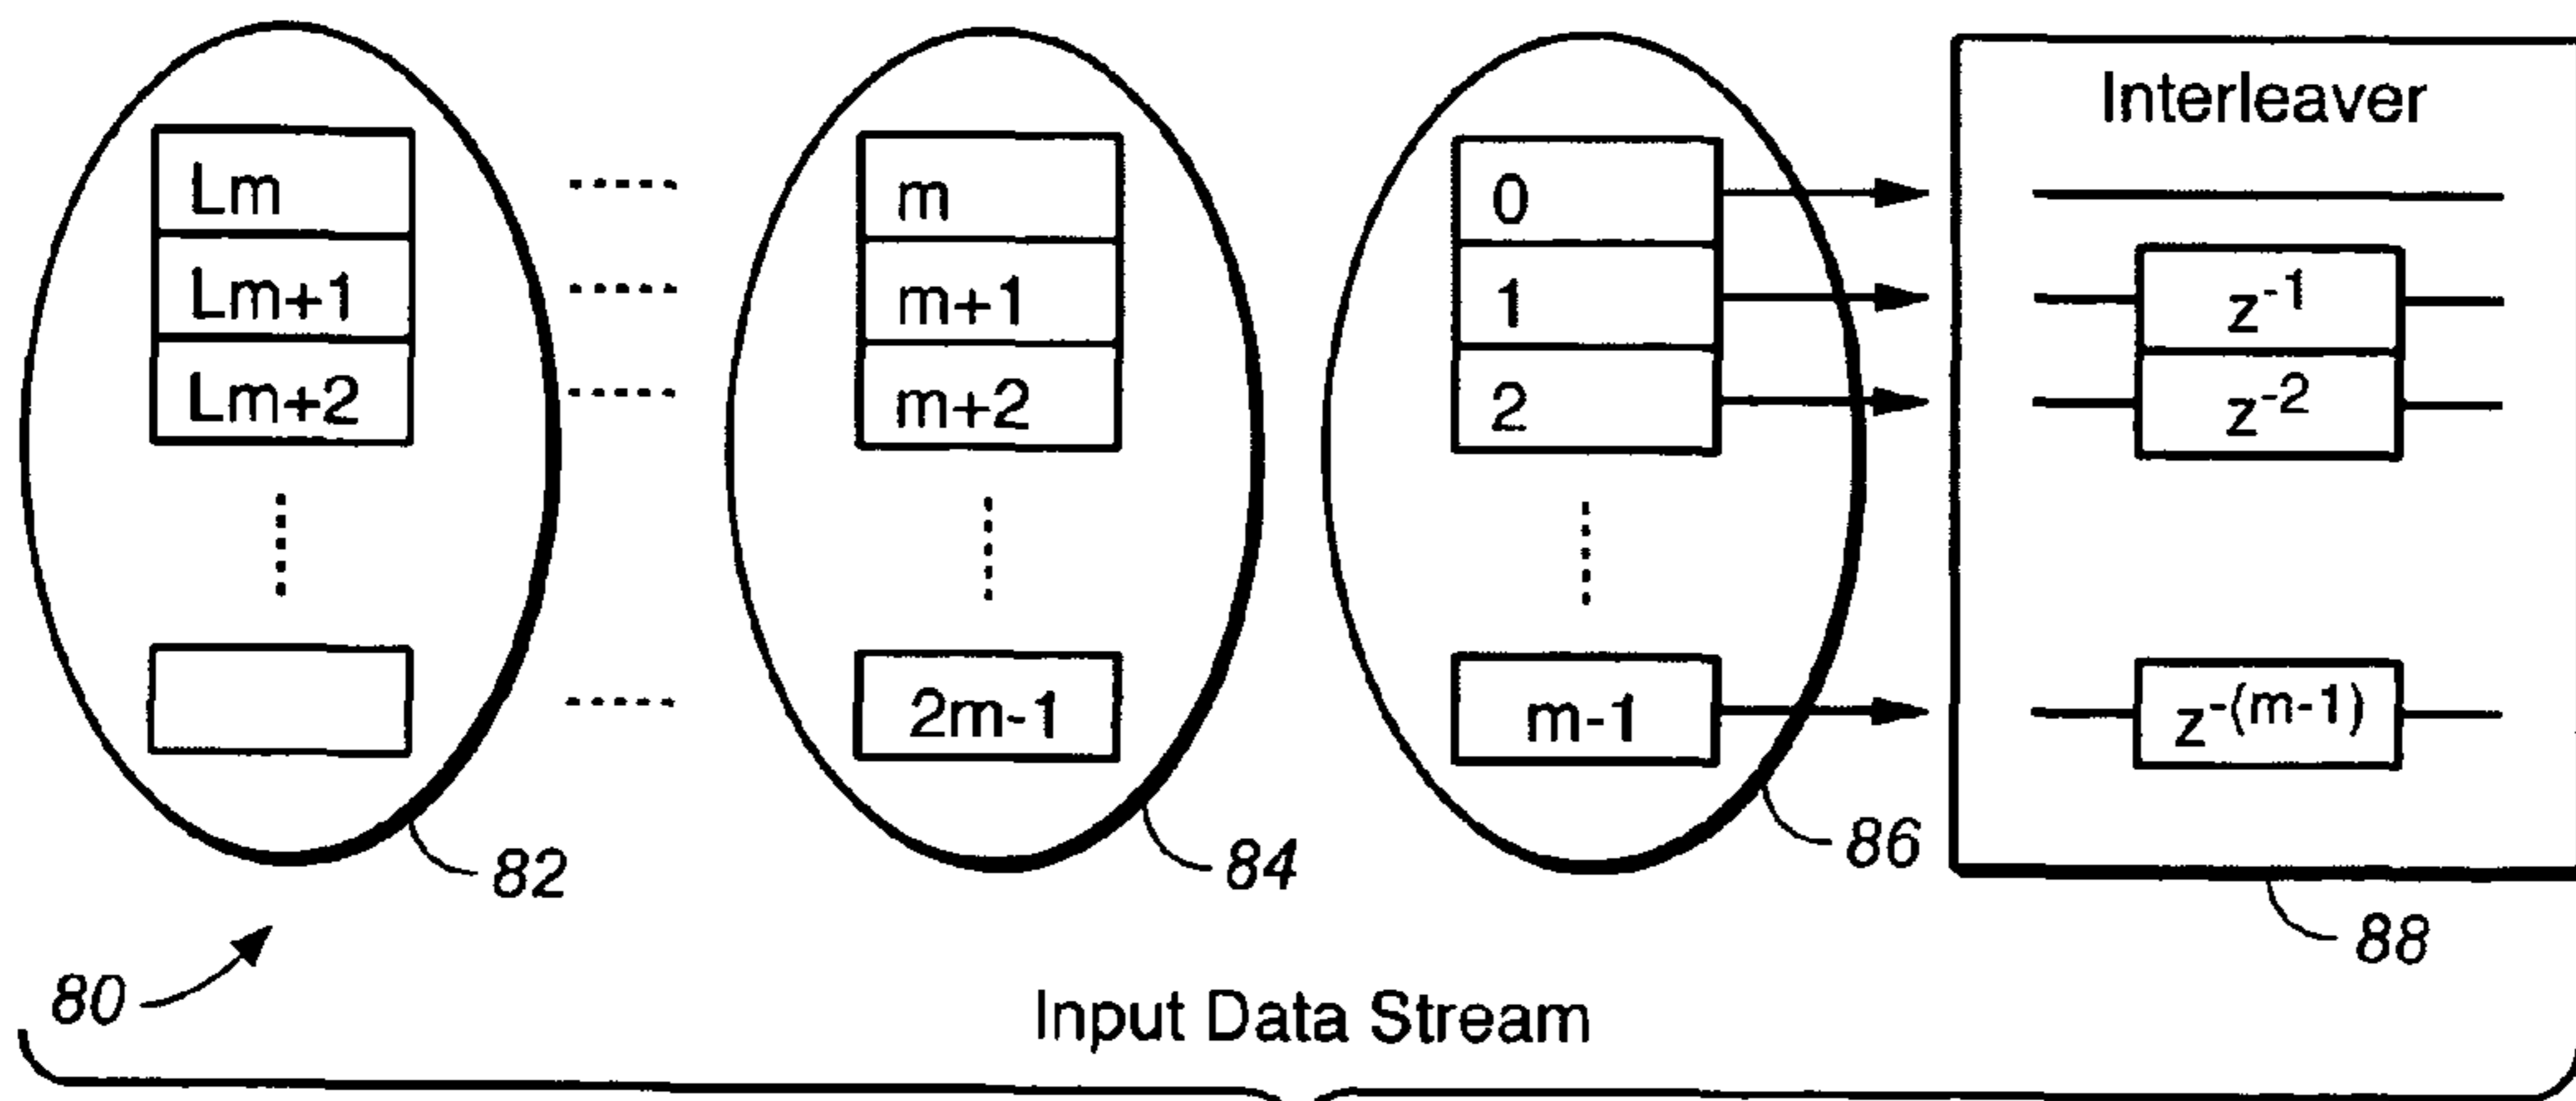 Interleaver
Lm
m
0
Lm+1
m+1
1
z-1
Lm+2
m+2
2
z-2
2m-1
m-1
z-(m-1)
82
84
86
88
80
Input Data Stream